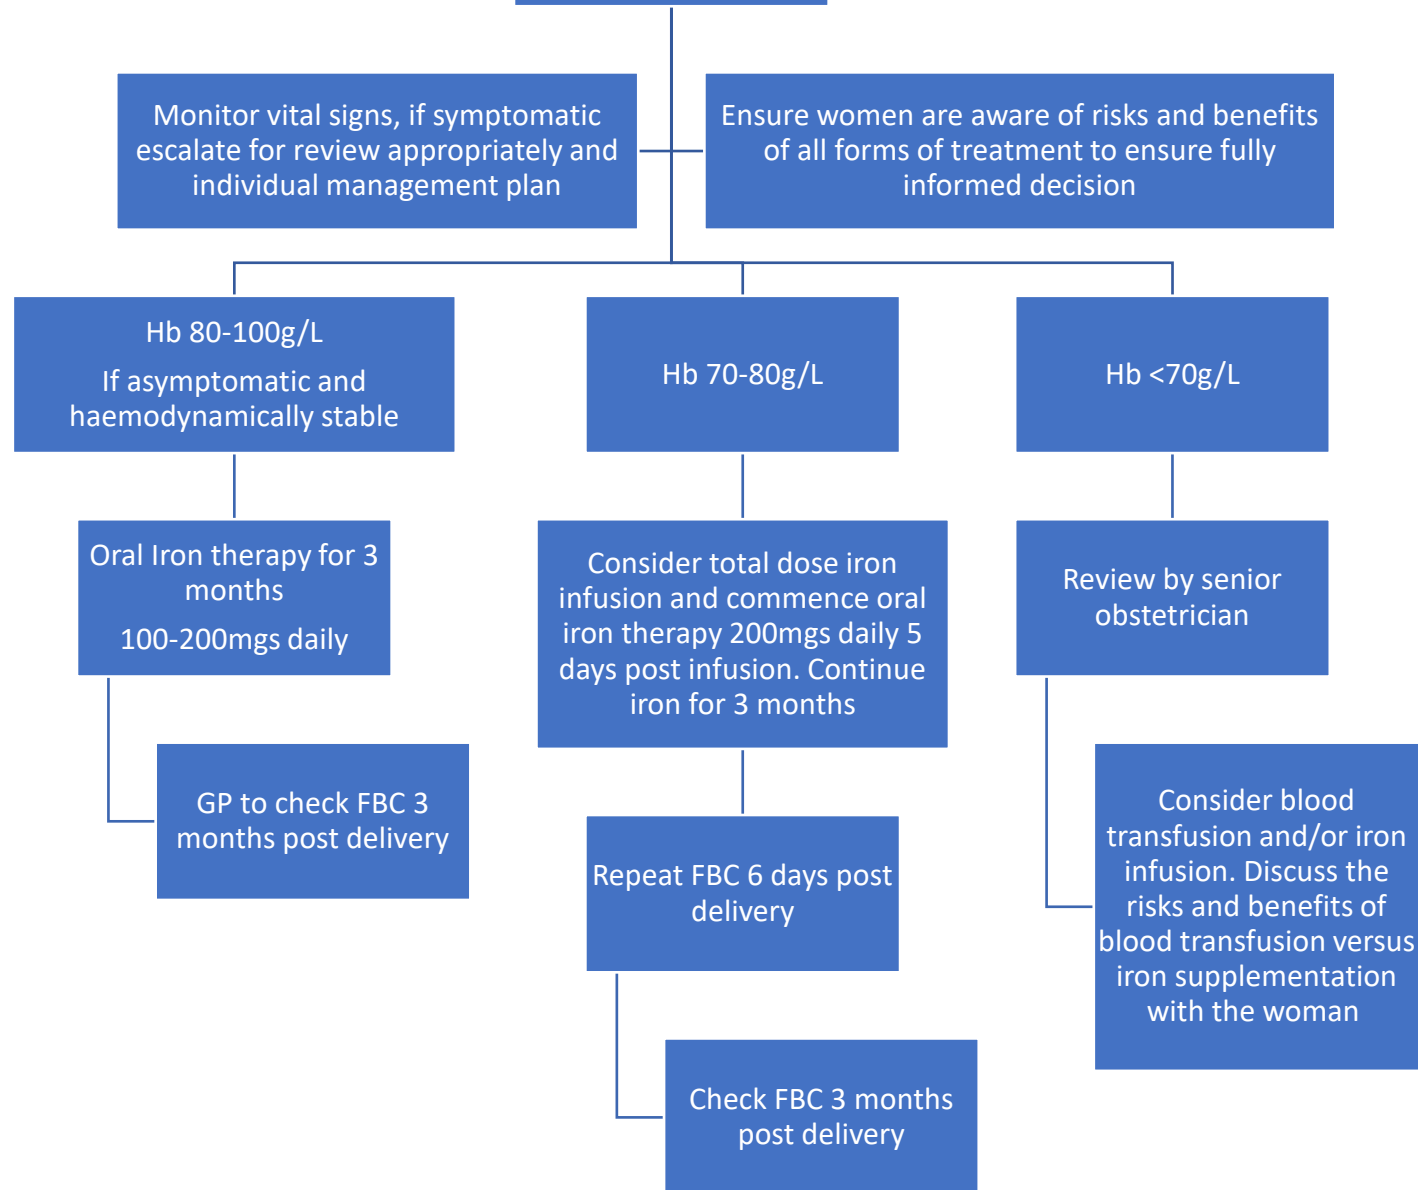 Monitor vital signs, if symptomatic
escalate for review appropriately and
individual management plan
Ensure women are aware of risks and benefits
of all forms of treatment to ensure fully
informed decision
Hb 80-100g/L
If asymptomatic and
haemodynamically stable
Hb 70-80g/L
Hb <70g/L
Oral Iron therapy for 3
months
100-200mgs daily
Consider total dose iron
infusion and commence oral
iron therapy 200mgs daily 5
days post infusion. Continue
iron for 3 months
Review by senior
obstetrician
GP to check FBC 3
months post delivery
Repeat FBC 6 days post
delivery
Consider blood
transfusion and/or iron
infusion. Discuss the
risks and benefits of
blood transfusion versus
iron supplementation
with the woman
Check FBC 3 months
post delivery